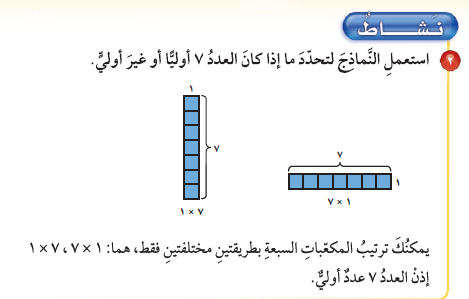 نَشَاطٌ
٢ استعملِ النَّماذِجَ لتحدّدَ ما إذا كانَ العددُ ٧ أوليًّا أو غيرَ أوليٍّ.
١
٧
٧
١
١ × ٧
٧ × ١
يمكنُكَ ترتيبُ المكعّباتِ السبعةِ بطريقتينِ مختلفتينِ فقط، هما: ١ × ٧ ، ٧ × ١
إذنْ العددُ ٧ عددٌ أوليٌّ.